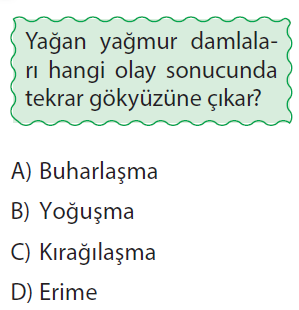 Yağan yağmur damlala-
rı hangi olay sonucunda
tekrar gökyüzüne çıkar?
A) Buharlaşma
B) Yoğuşma
C) Kırağılaşma
D) Erime